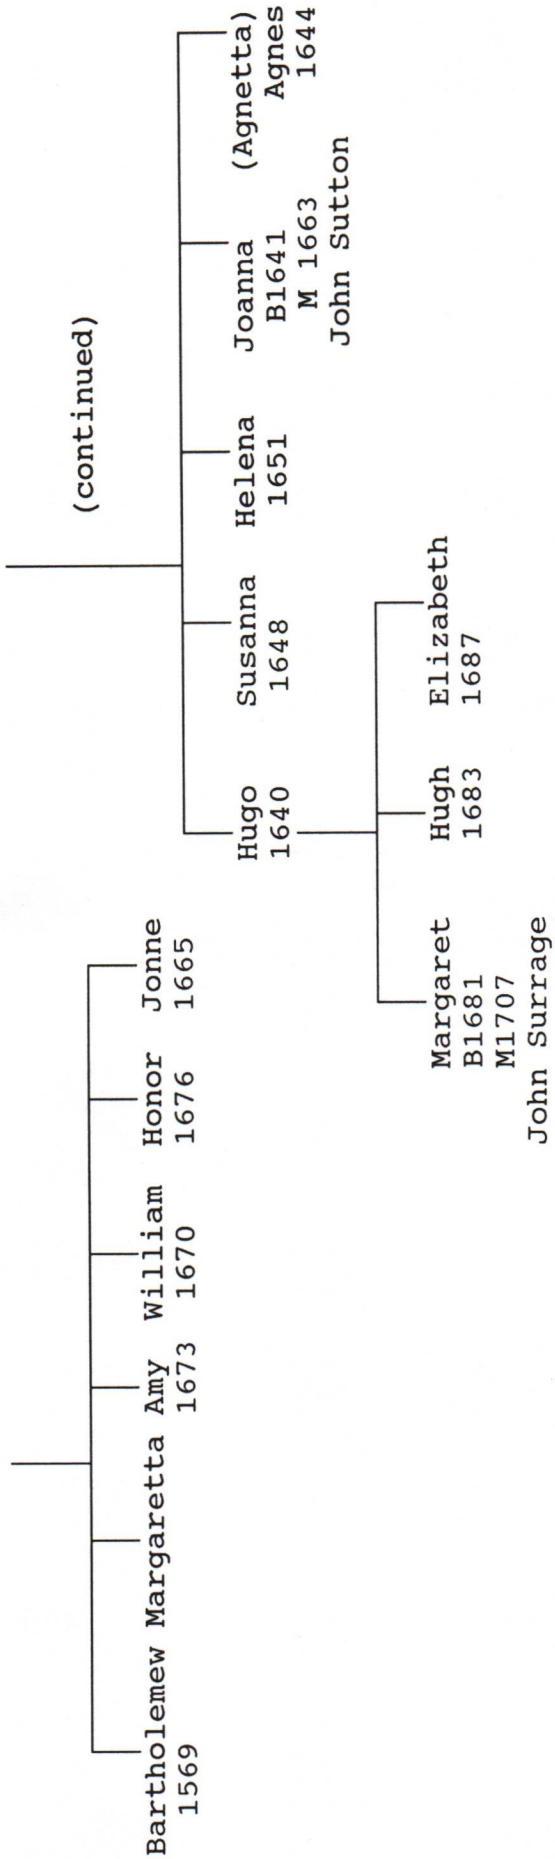 (continued)
Bartholemew Margaretta Amy William Honor Jonne
1569 1673 1670 1676 1665
Hugo Susanna Helena Joanna (Agnetta)
1640 1648 1651 B1641 Agnes
M 1663 1644
John Sutton
Margaret Hugh Elizabeth
B1681 1683 1687
M1707
John Surrage